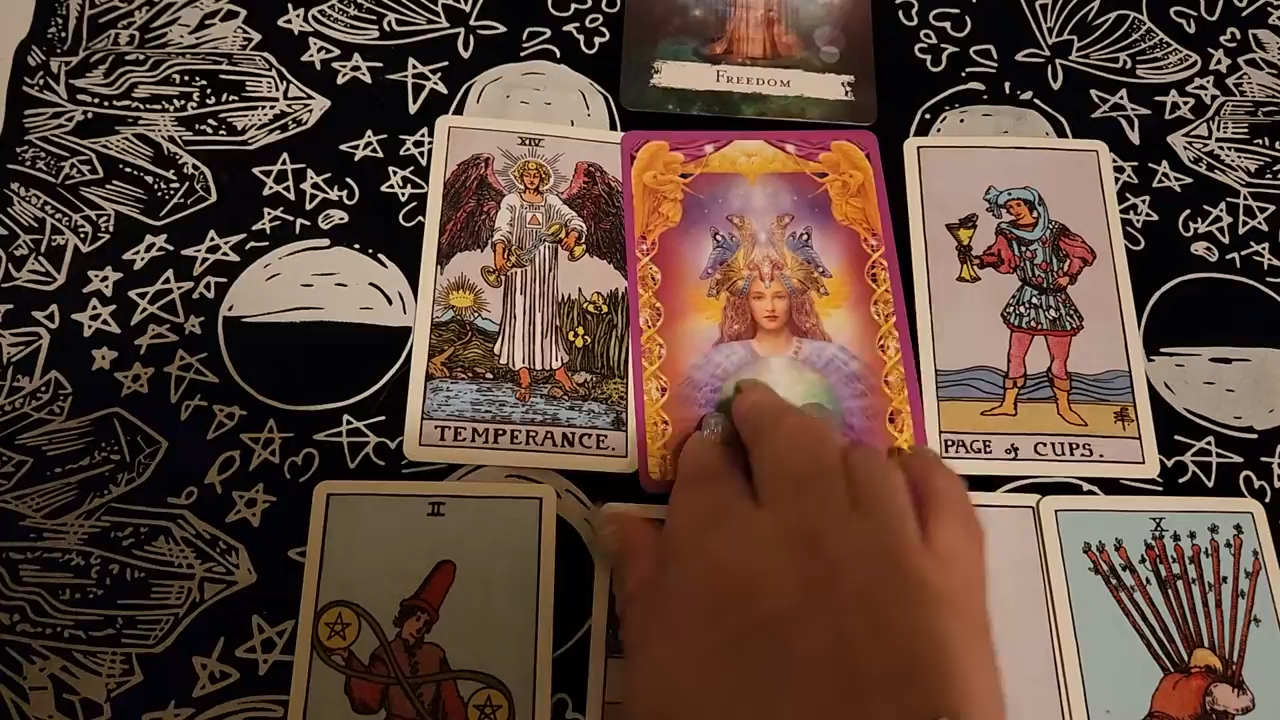 FREEDOM
XIV
TEMPERANCE.
PAGE of CUPS.
II
X